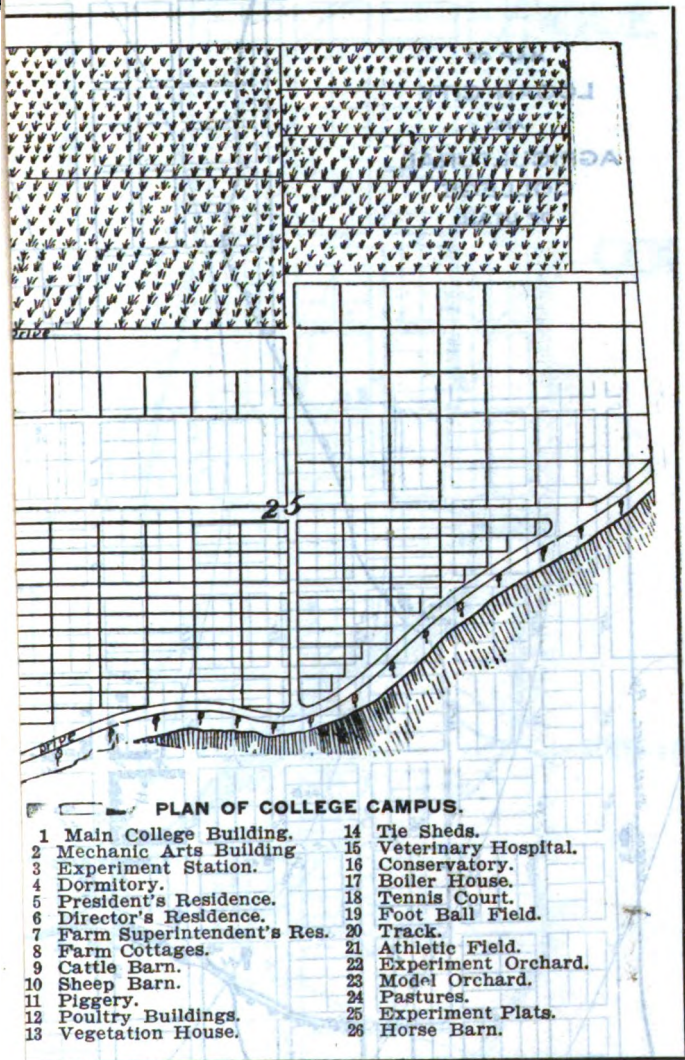 Drive
25
Drive
PLAN OF COLLEGE CAMPUS.
1 Main College Building.
2 Mechanic Arts Building
3 Experiment Station.
4 Dormitory.
5 President's Residence.
6 Director's Residence.
7 Farm Superintendent's Res.
8 Farm Cottages.
9 Cattle Barn.
10 Sheep Barn.
11 Piggery.
12 Poultry Buildings.
13 Vegetation House.
14 Tie Sheds.
15 Veterinary Hospital.
16 Conservatory.
17 Boiler House.
18 Tennis Court.
19 Foot Ball Field.
20 Track.
21 Athletic Field.
22 Experiment Orchard.
23 Model Orchard.
24 Pastures.
25 Experiment Plats.
26 Horse Barn.